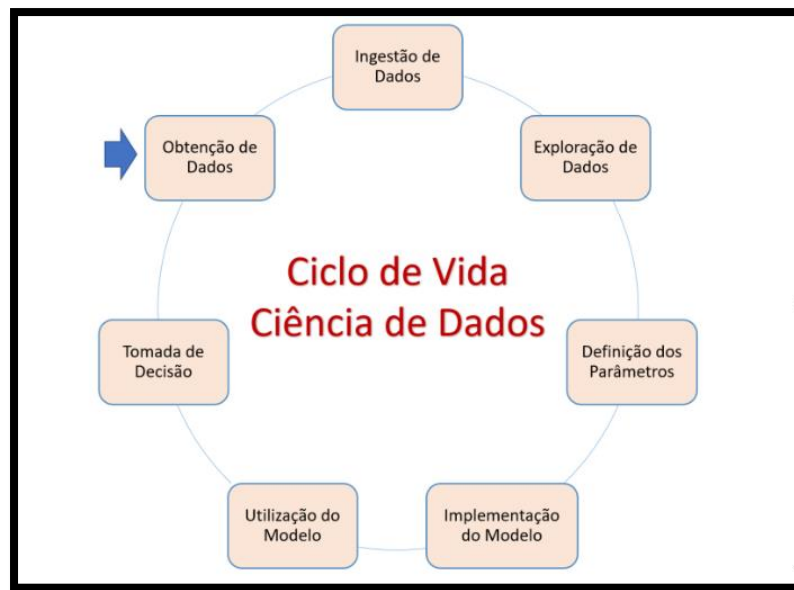 Ingestão de
Dados
Obtenção de
Dados
Exploração de
Dados
Ciclo de Vida
Ciência de Dados
Tomada de
Decisão
Definição dos
Parâmetros
Utilização do
Modelo
Implementação
do Modelo